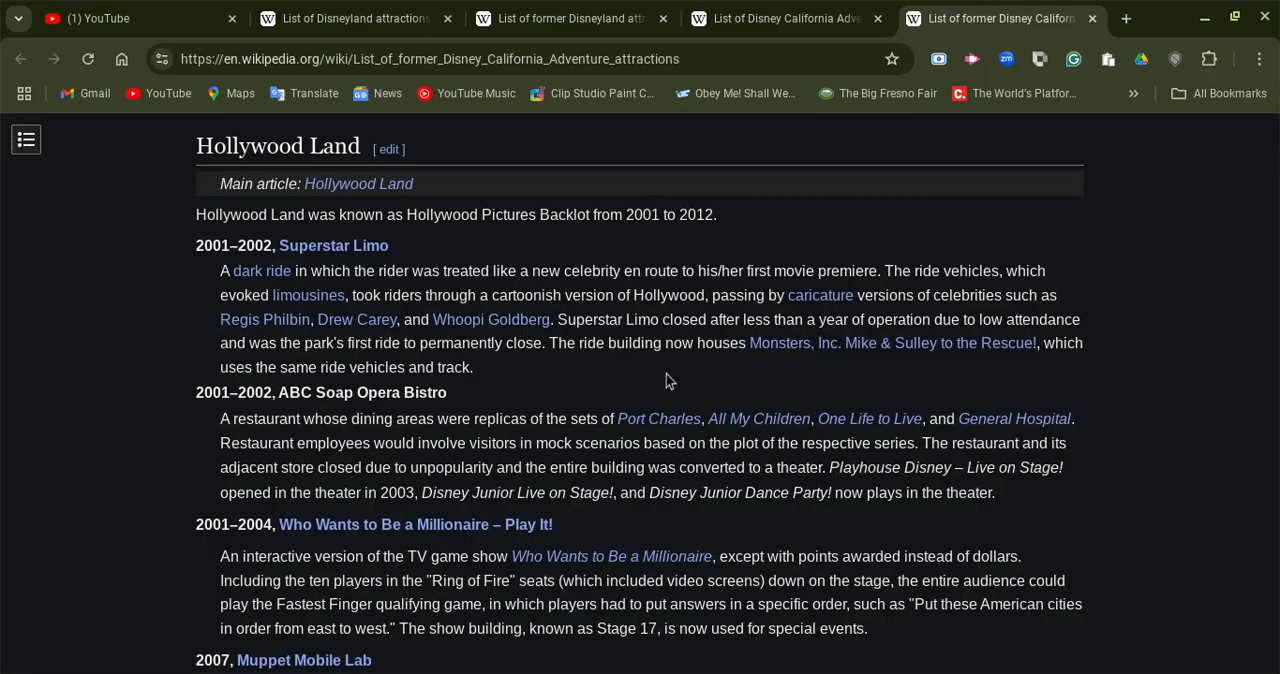 (1) YouTube
List of Disneyland attractions
List of former Disneyland att
List of Disney California Adve
List of former Disney Californ
https://en.wikipedia.org/wiki/List_of_former_Disney_California_Adventure_attractions
zm
Gmail
YouTube
Maps
Translate
News
YouTube Music
Clip Studio Paint C...
Obey Me! Shall We...
The Big Fresno Fair
The World's Platfor...
All Bookmarks
Hollywood Land [ edit ]
Main article: Hollywood Land
Hollywood Land was known as Hollywood Pictures Backlot from 2001 to 2012.
2001–2002, Superstar Limo
A dark ride in which the rider was treated like a new celebrity en route to his/her first movie premiere. The ride vehicles, which
evoked limousines, took riders through a cartoonish version of Hollywood, passing by caricature versions of celebrities such as
Regis Philbin, Drew Carey, and Whoopi Goldberg. Superstar Limo closed after less than a year of operation due to low attendance
and was the park's first ride to permanently close. The ride building now houses Monsters, Inc. Mike & Sulley to the Rescue!, which
uses the same ride vehicles and track.
2001–2002, ABC Soap Opera Bistro
A restaurant whose dining areas were replicas of the sets of Port Charles, All My Children, One Life to Live, and General Hospital.
Restaurant employees would involve visitors in mock scenarios based on the plot of the respective series. The restaurant and its
adjacent store closed due to unpopularity and the entire building was converted to a theater. Playhouse Disney – Live on Stage!
opened in the theater in 2003, Disney Junior Live on Stage!, and Disney Junior Dance Party! now plays in the theater.
2001–2004, Who Wants to Be a Millionaire – Play It!
An interactive version of the TV game show Who Wants to Be a Millionaire, except with points awarded instead of dollars.
Including the ten players in the "Ring of Fire" seats (which included video screens) down on the stage, the entire audience could
play the Fastest Finger qualifying game, in which players had to put answers in a specific order, such as "Put these American cities
in order from east to west." The show building, known as Stage 17, is now used for special events.
2007, Muppet Mobile Lab